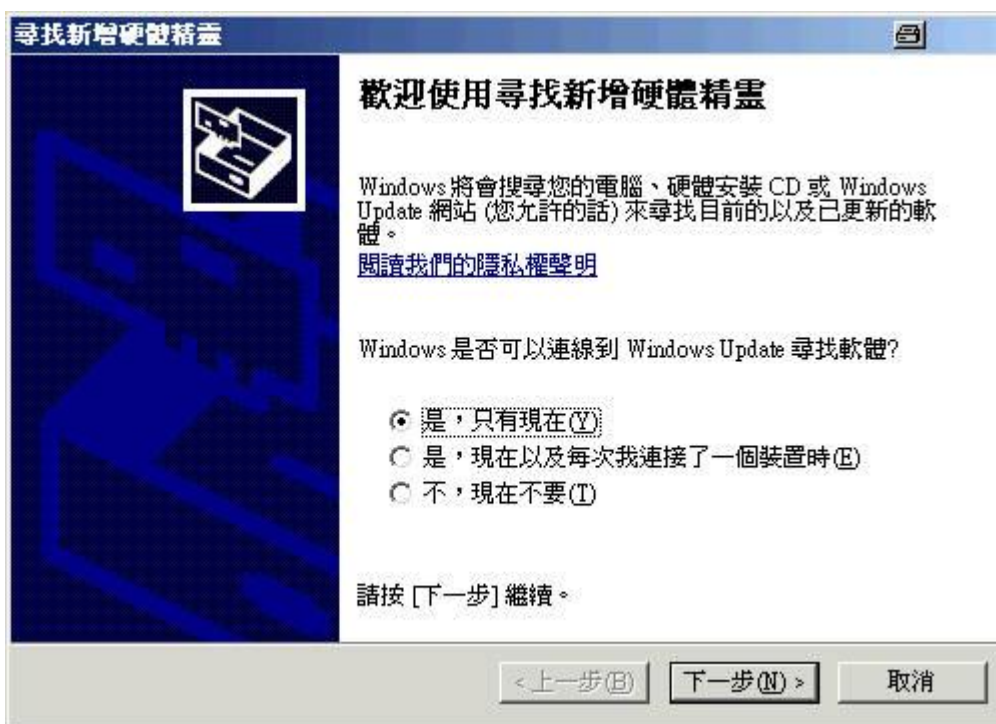 尋找新增硬體精靈
歡迎使用尋找新增硬體精靈
Windows 將會搜尋您的電腦、硬體安裝 CD 或 Windows
Update 網站 (您允許的話) 來尋找目前的以及已更新的軟
體。
閱讀我們的隱私權聲明
Windows 是否可以連線到 Windows Update 尋找軟體?
是，只有現在(Y)
是，現在以及每次我連接了一個裝置時(E)
不，現在不要(T)
請按 [下一步] 繼續。
< 上一步(B)
下一步(N) >
取消